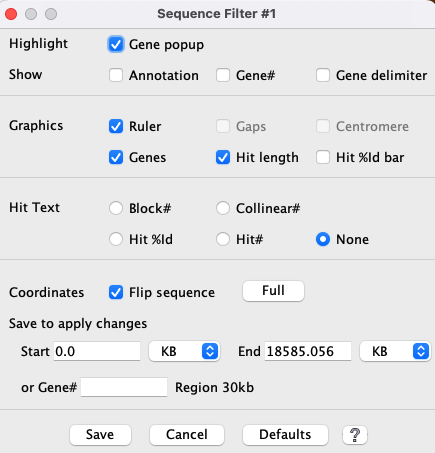 Sequence Filter #1
Highlight Gene popup
Show Annotation Gene# Gene delimiter
Graphics Ruler Gaps Centromere
Genes Hit length Hit %Id bar
Hit Text Block# Collinear#
Hit %Id Hit# None
Coordinates Flip sequence Full
Save to apply changes
Start 0.0 KB End 18585.056 KB
or Gene# Region 30kb
Save Cancel Defaults ?